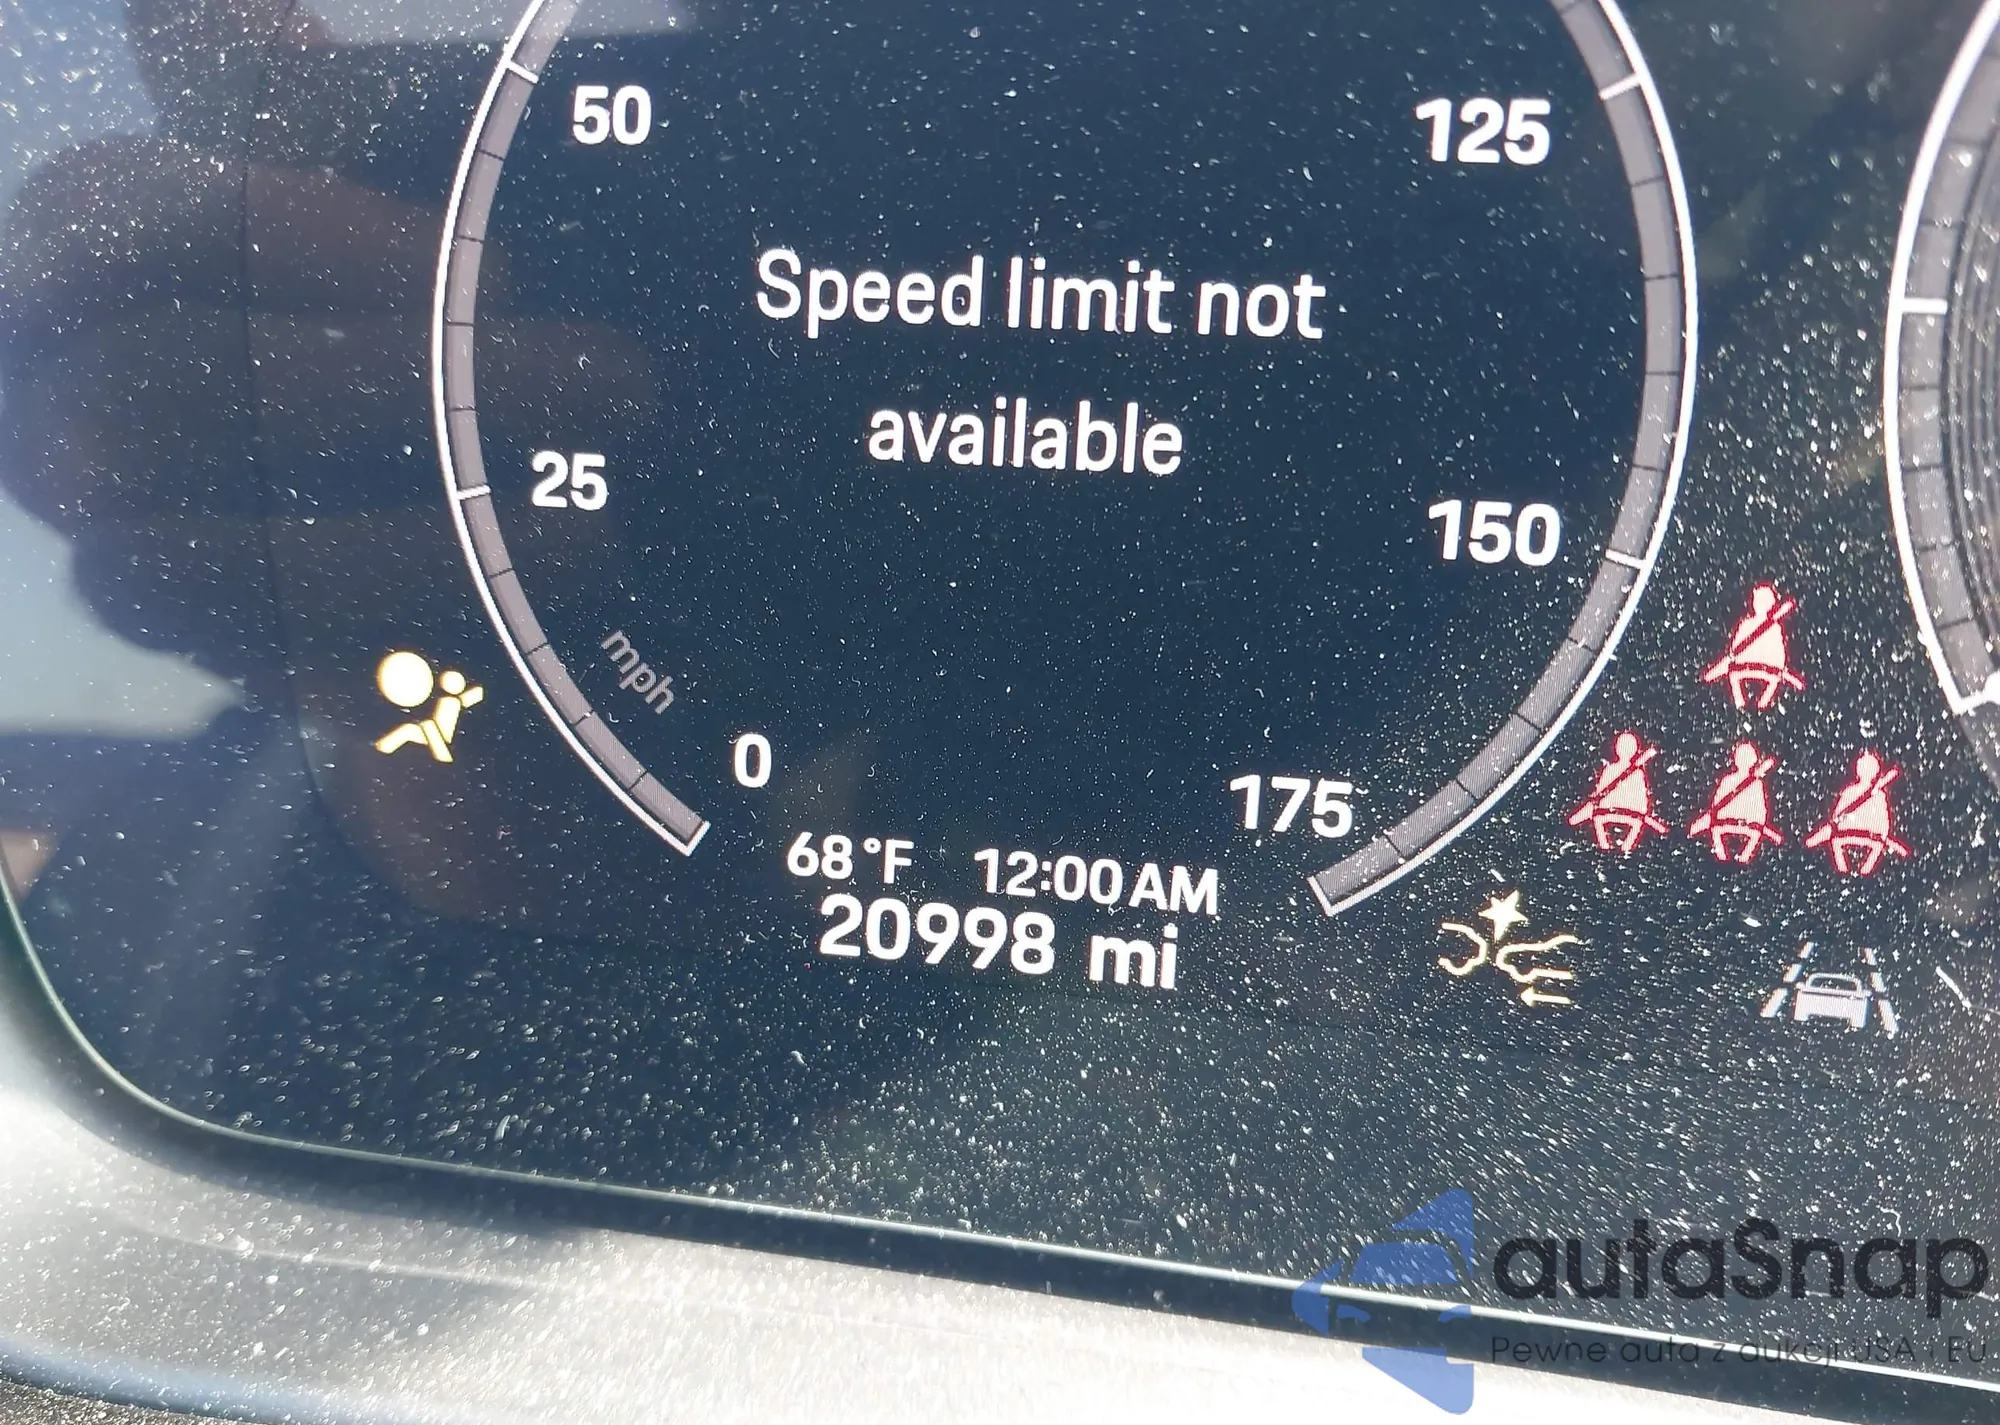 50
125
Speed limit not
available
25
150
mph
0
175
68°F 12:00 AM
20998 mi
autaSnap
Pewne auta z aukcji USA i EU